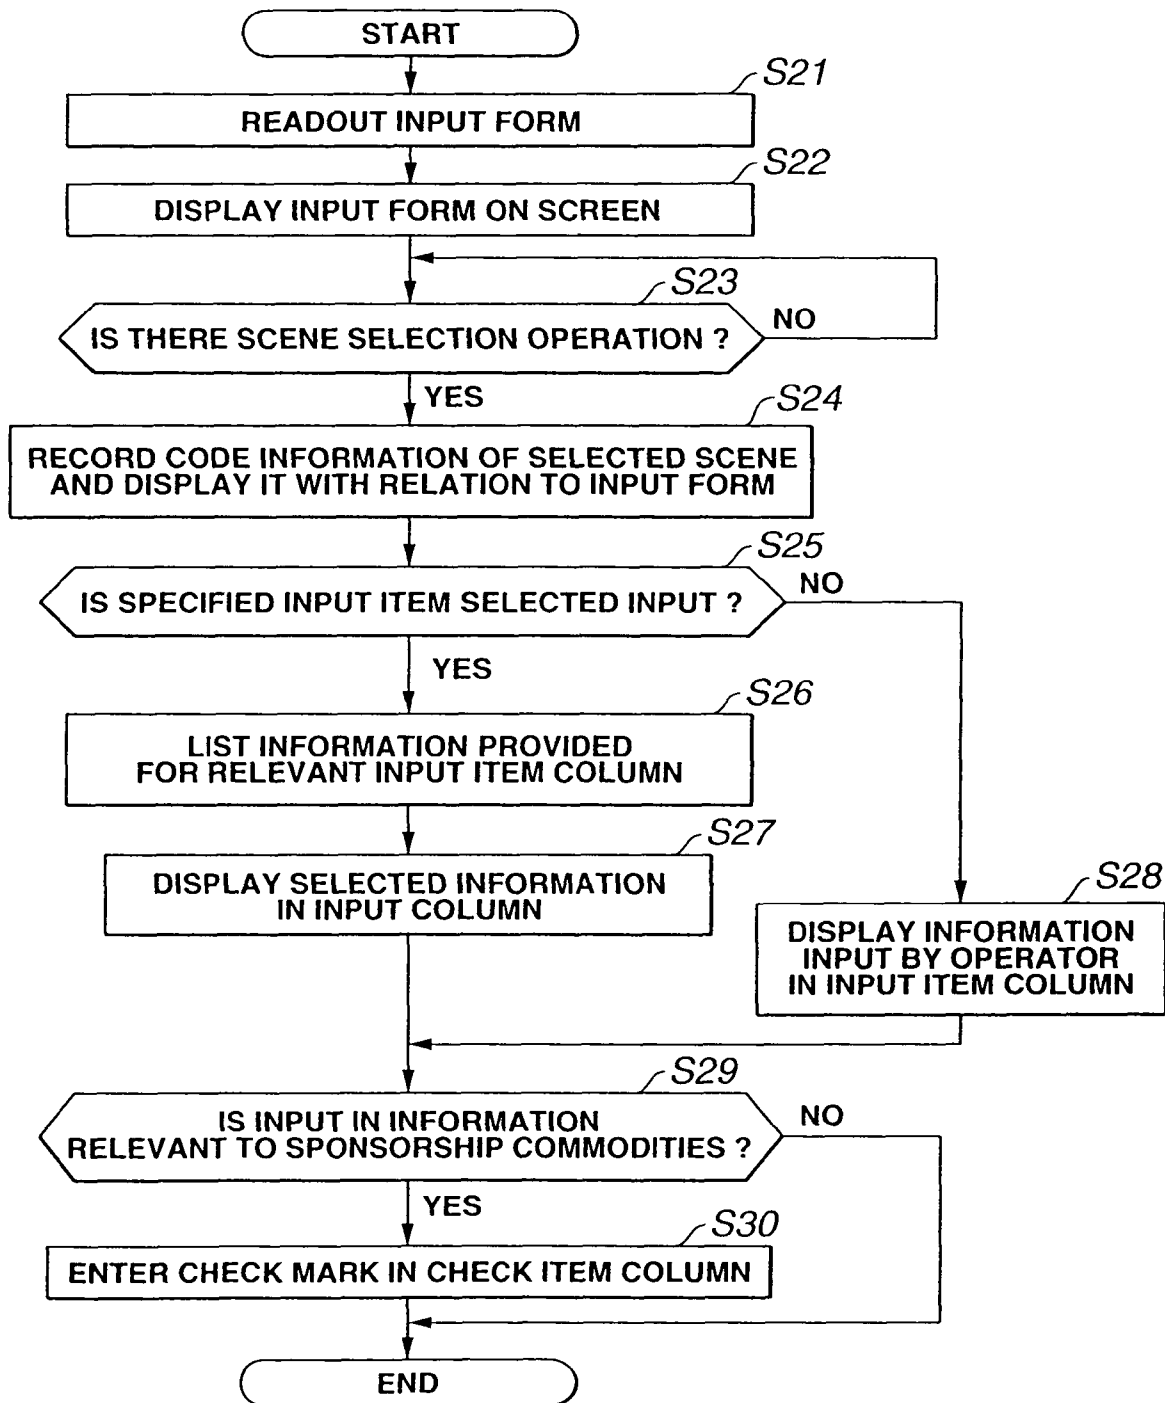 START
S21
READOUT INPUT FORM
S22
DISPLAY INPUT FORM ON SCREEN
S23
IS THERE SCENE SELECTION OPERATION ?
NO
YES
S24
RECORD CODE INFORMATION OF SELECTED SCENE
AND DISPLAY IT WITH RELATION TO INPUT FORM
S25
IS SPECIFIED INPUT ITEM SELECTED INPUT ?
NO
YES
S26
LIST INFORMATION PROVIDED
FOR RELEVANT INPUT ITEM COLUMN
S27
DISPLAY SELECTED INFORMATION
IN INPUT COLUMN
S28
DISPLAY INFORMATION
INPUT BY OPERATOR
IN INPUT ITEM COLUMN
S29
IS INPUT IN INFORMATION
RELEVANT TO SPONSORSHIP COMMODITIES ?
NO
YES
S30
ENTER CHECK MARK IN CHECK ITEM COLUMN
END